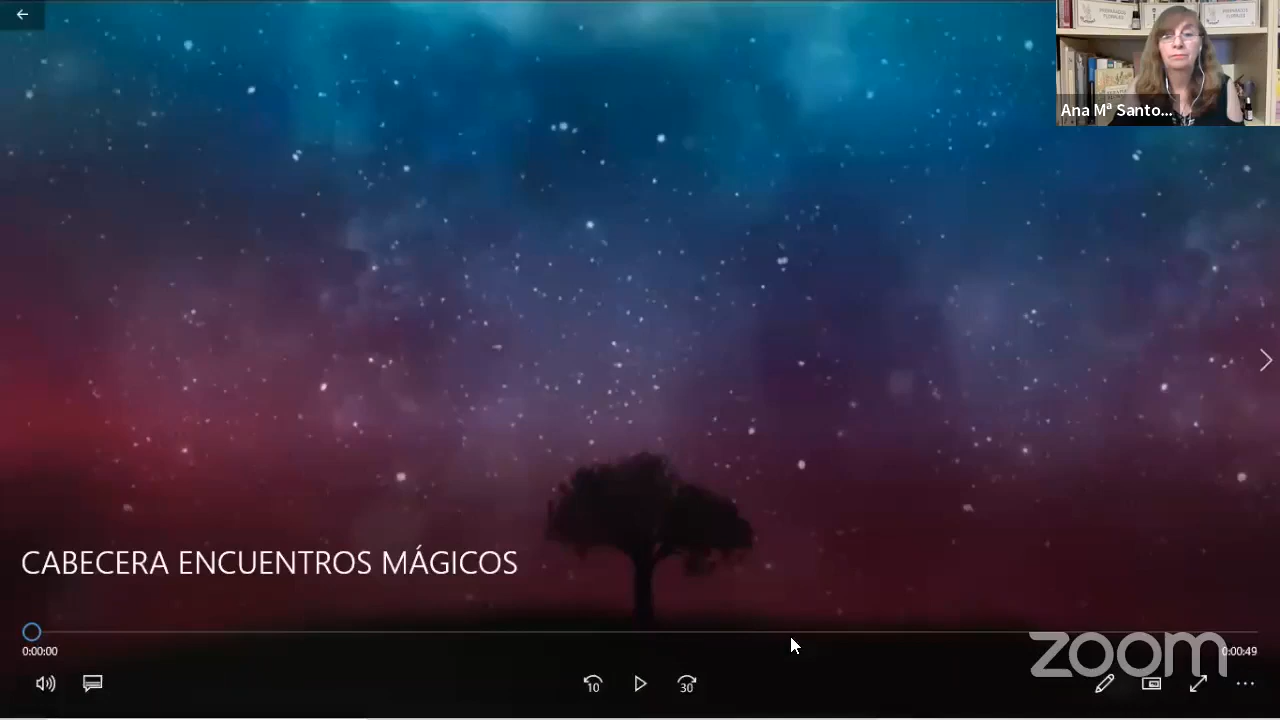 Ana Mª Santo...
CABECERA ENCUENTROS MÁGICOS
0:00:00
0:00:49
10
30
zoom